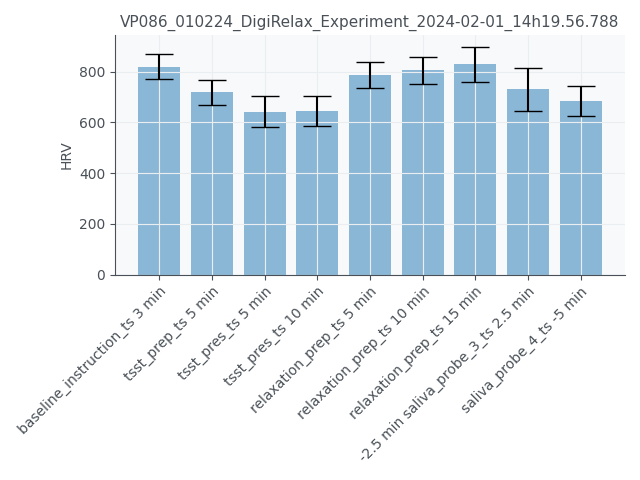 VP086_010224_DigiRelax_Experiment_2024-02-01_14h19.56.788
HRV
800
600
400
200
0
baseline_instruction_ts 3 min
tsst_prep_ts 5 min
tsst_pres_ts 5 min
tsst_pres_ts 10 min
relaxation_prep_ts 5 min
relaxation_prep_ts 10 min
relaxation_prep_ts 15 min
-2.5 min saliva_probe_3_ts 2.5 min
saliva_probe_4_ts -5 min